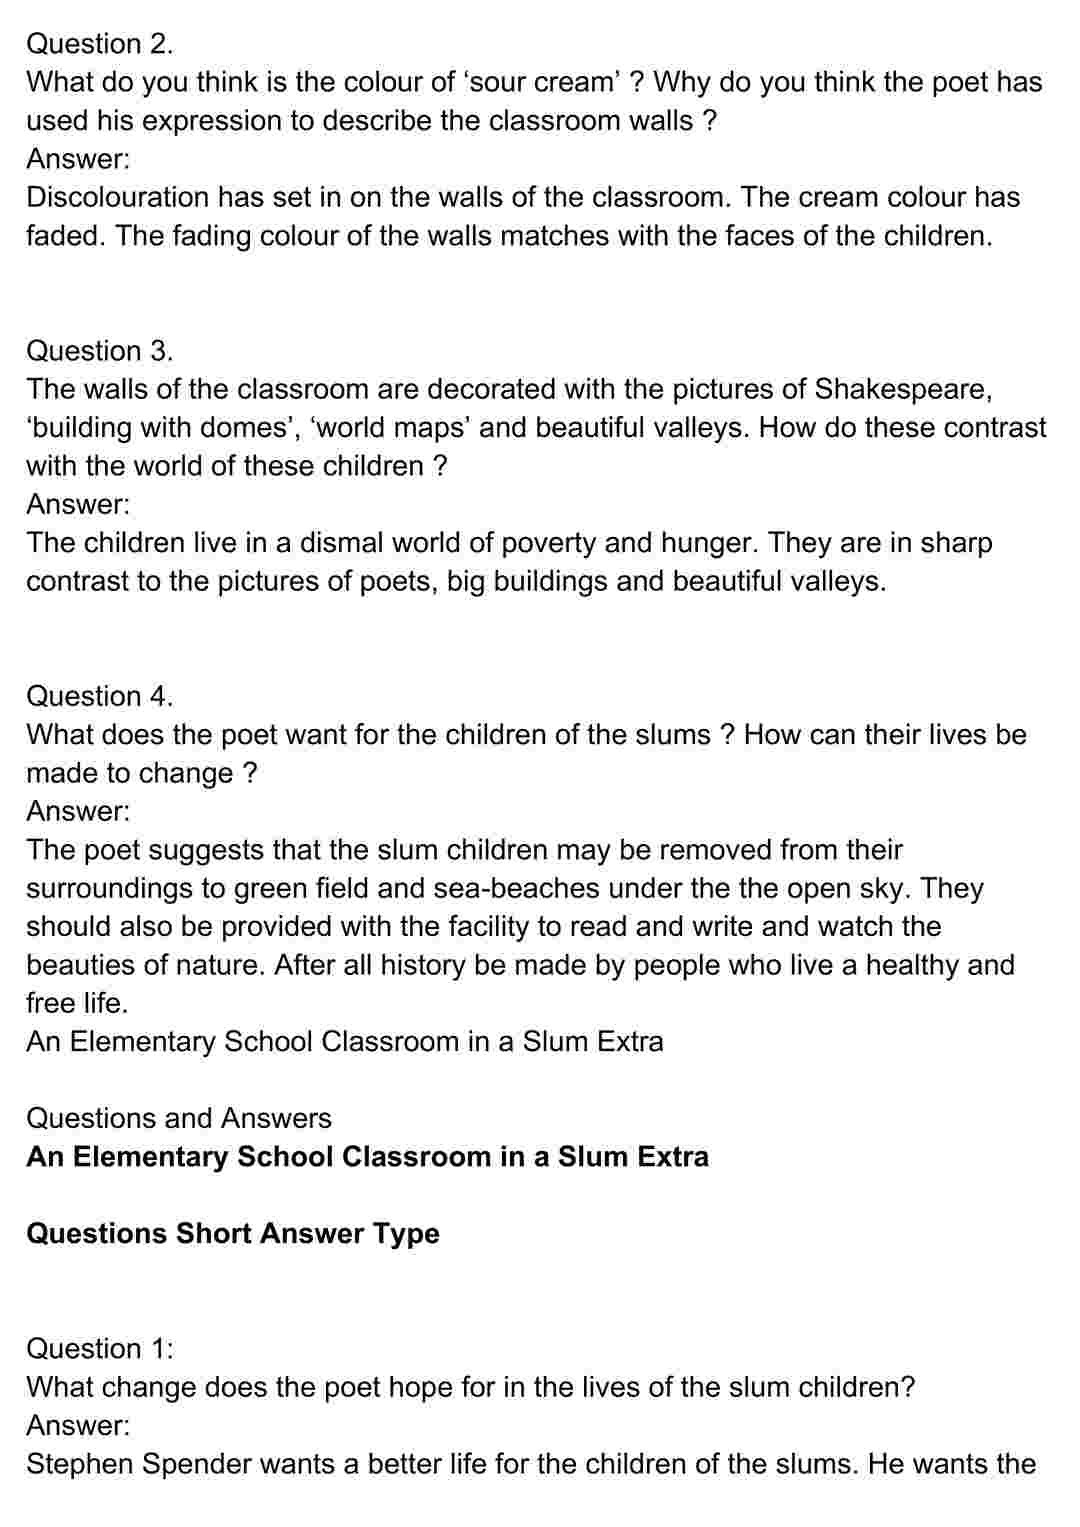 Question 2.
What do you think is the colour of ‘sour cream’ ? Why do you think the poet has
used his expression to describe the classroom walls ?
Answer:
Discolouration has set in on the walls of the classroom. The cream colour has
faded. The fading colour of the walls matches with the faces of the children.
Question 3.
The walls of the classroom are decorated with the pictures of Shakespeare,
‘building with domes’, ‘world maps’ and beautiful valleys. How do these contrast
with the world of these children ?
Answer:
The children live in a dismal world of poverty and hunger. They are in sharp
contrast to the pictures of poets, big buildings and beautiful valleys.
Question 4.
What does the poet want for the children of the slums ? How can their lives be
made to change ?
Answer:
The poet suggests that the slum children may be removed from their
surroundings to green field and sea-beaches under the the open sky. They
should also be provided with the facility to read and write and watch the
beauties of nature. After all history be made by people who live a healthy and
free life.
An Elementary School Classroom in a Slum Extra
Questions and Answers
An Elementary School Classroom in a Slum Extra
Questions Short Answer Type
Question 1:
What change does the poet hope for in the lives of the slum children?
Answer:
Stephen Spender wants a better life for the children of the slums. He wants the